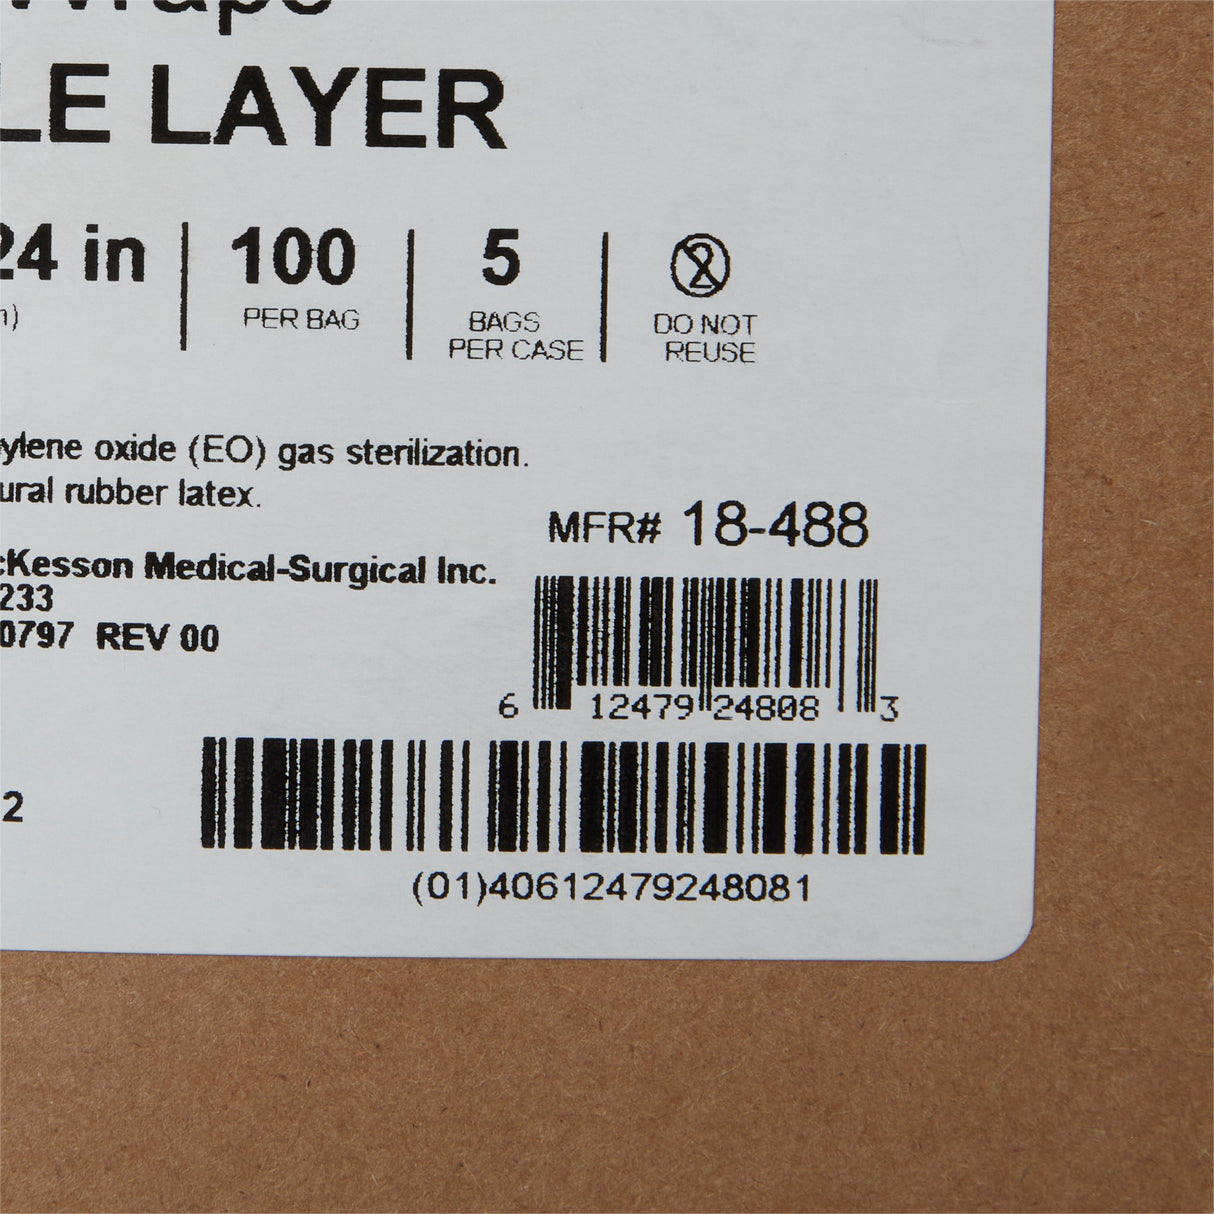 Wraps
LE LAYER
24 in
100
PER BAG
5
BAGS
PER CASE
2
DO NOT
REUSE
ylene oxide (EO) gas sterilization.
ural rubber latex.
MFR# 18-488
cKesson Medical-Surgical Inc.
233
0797 REV 00
6 12479 24808 3
2
(01)40612479248081